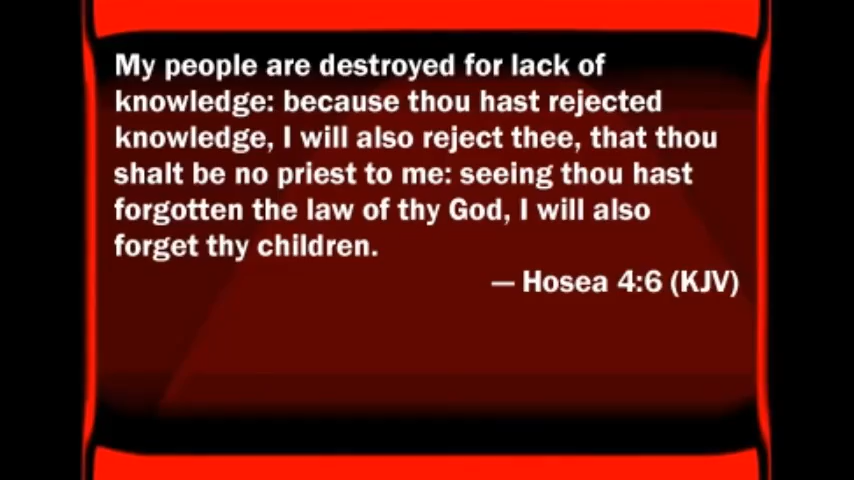 My people are destroyed for lack of
knowledge: because thou hast rejected
knowledge, I will also reject thee, that thou
shalt be no priest to me: seeing thou hast
forgotten the law of thy God, I will also
forget thy children.
— Hosea 4:6 (KJV)